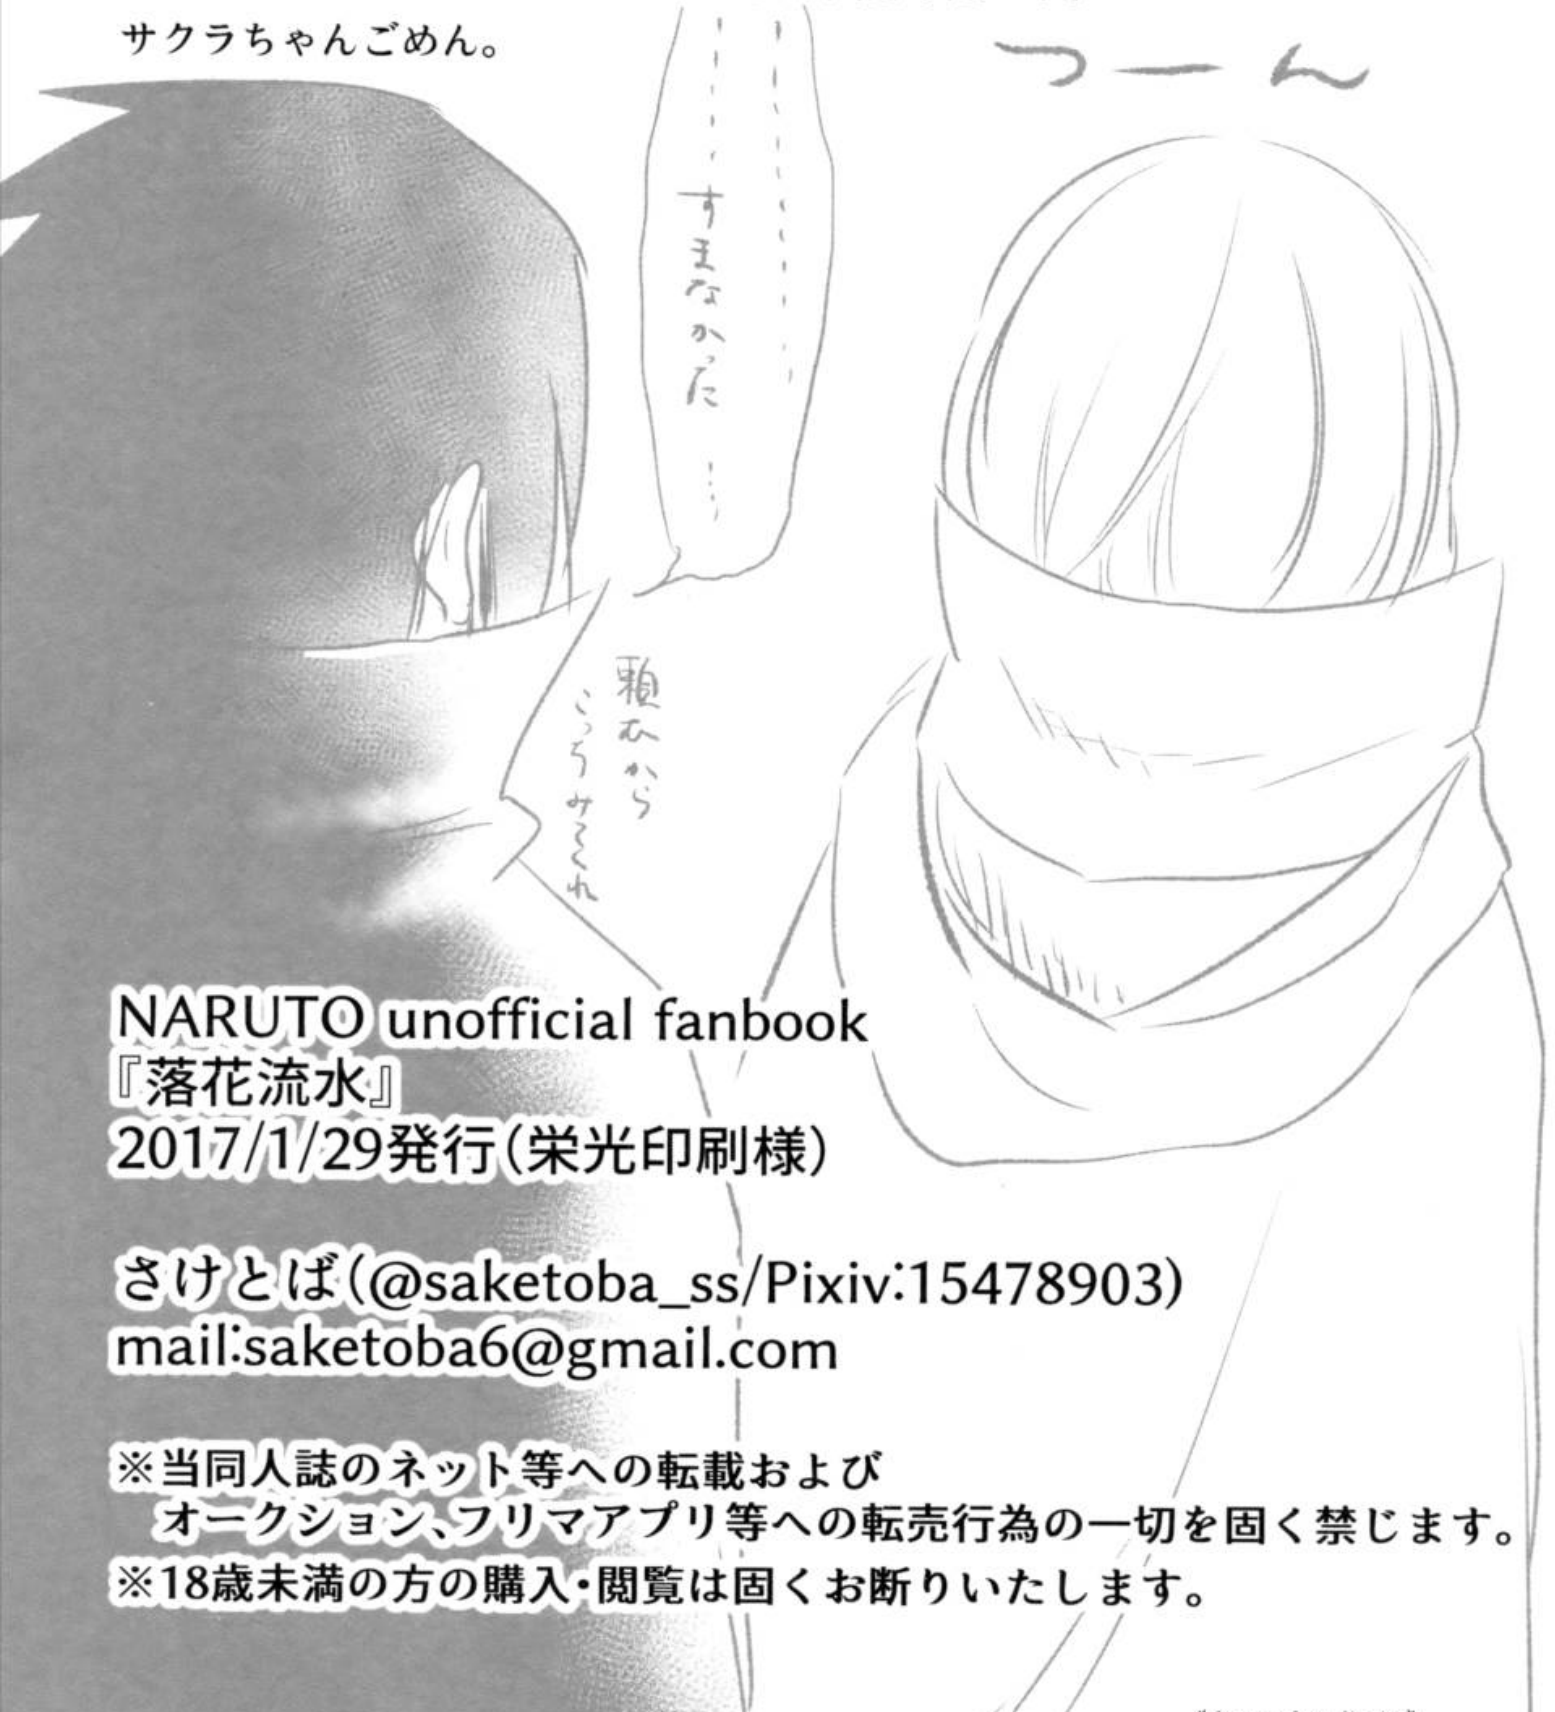 サクラちゃんごめん。
つーん
………
…すまなかった…
頼むから
こっちみてくれ
NARUTO unofficial fanbook
『落花流水』
2017/1/29発行(栄光印刷様)
さけとば(@saketoba_ss/Pixiv:15478903)
mail:saketoba6@gmail.com
※当同人誌のネット等への転載および
オークション、フリマアプリ等への転売行為の一切を固く禁じます。
※18歳未満の方の購入・閲覧は固くお断りいたします。